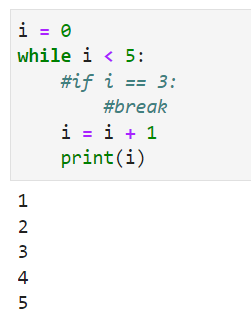 i = 0
while i < 5:
    #if i == 3:
        #break
    i = i + 1
    print(i)
1
2
3
4
5